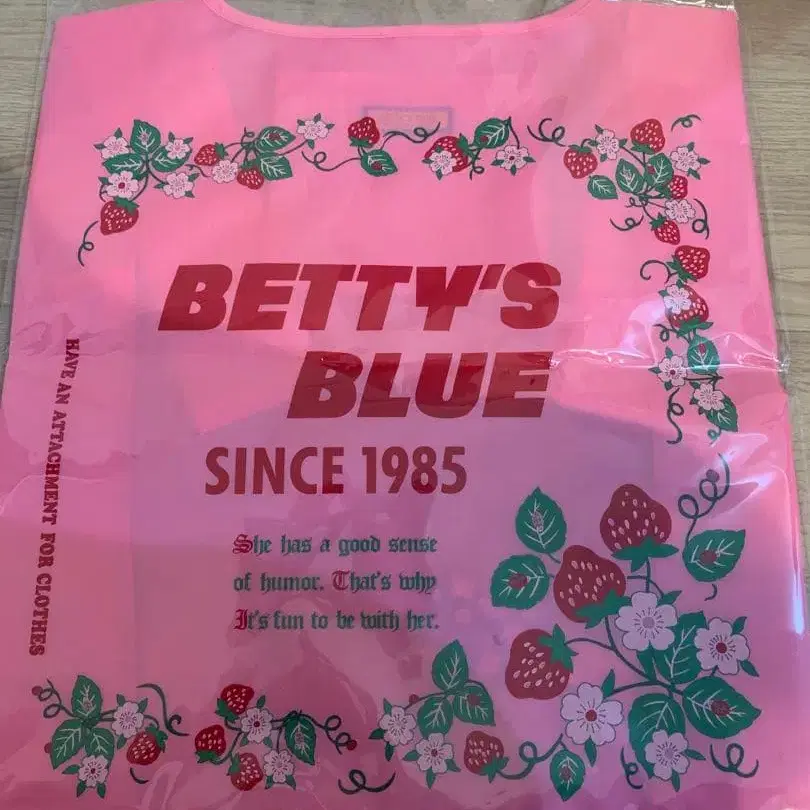 BETTY'S
BLUE
SINCE 1985
She has a good sense
of humor. That's why
It's fun to be with her.
HAVE AN ATTACHMENT FOR CLOTHES